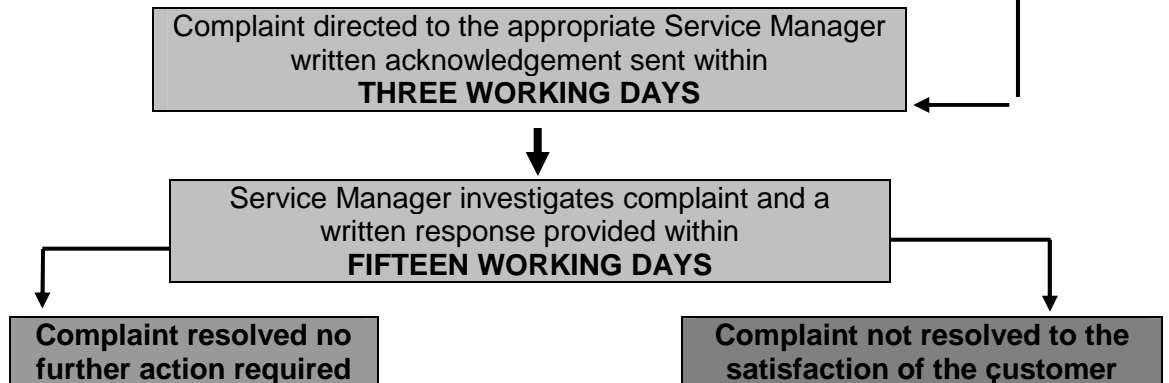 Complaint directed to the appropriate Service Manager
written acknowledgement sent within
THREE WORKING DAYS
Service Manager investigates complaint and a
written response provided within
FIFTEEN WORKING DAYS
Complaint resolved no
further action required
Complaint not resolved to the
satisfaction of the customer